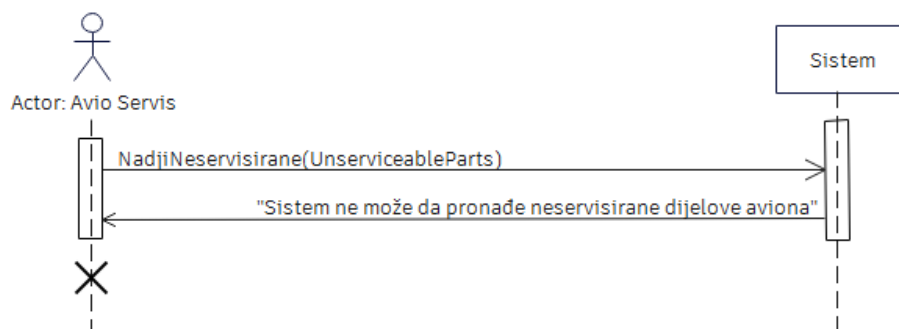 Sistem
Actor: Avio Servis
NadjiNeservisirane(UnserviceableParts)
"Sistem ne može da pronađe neservisirane dijelove aviona"